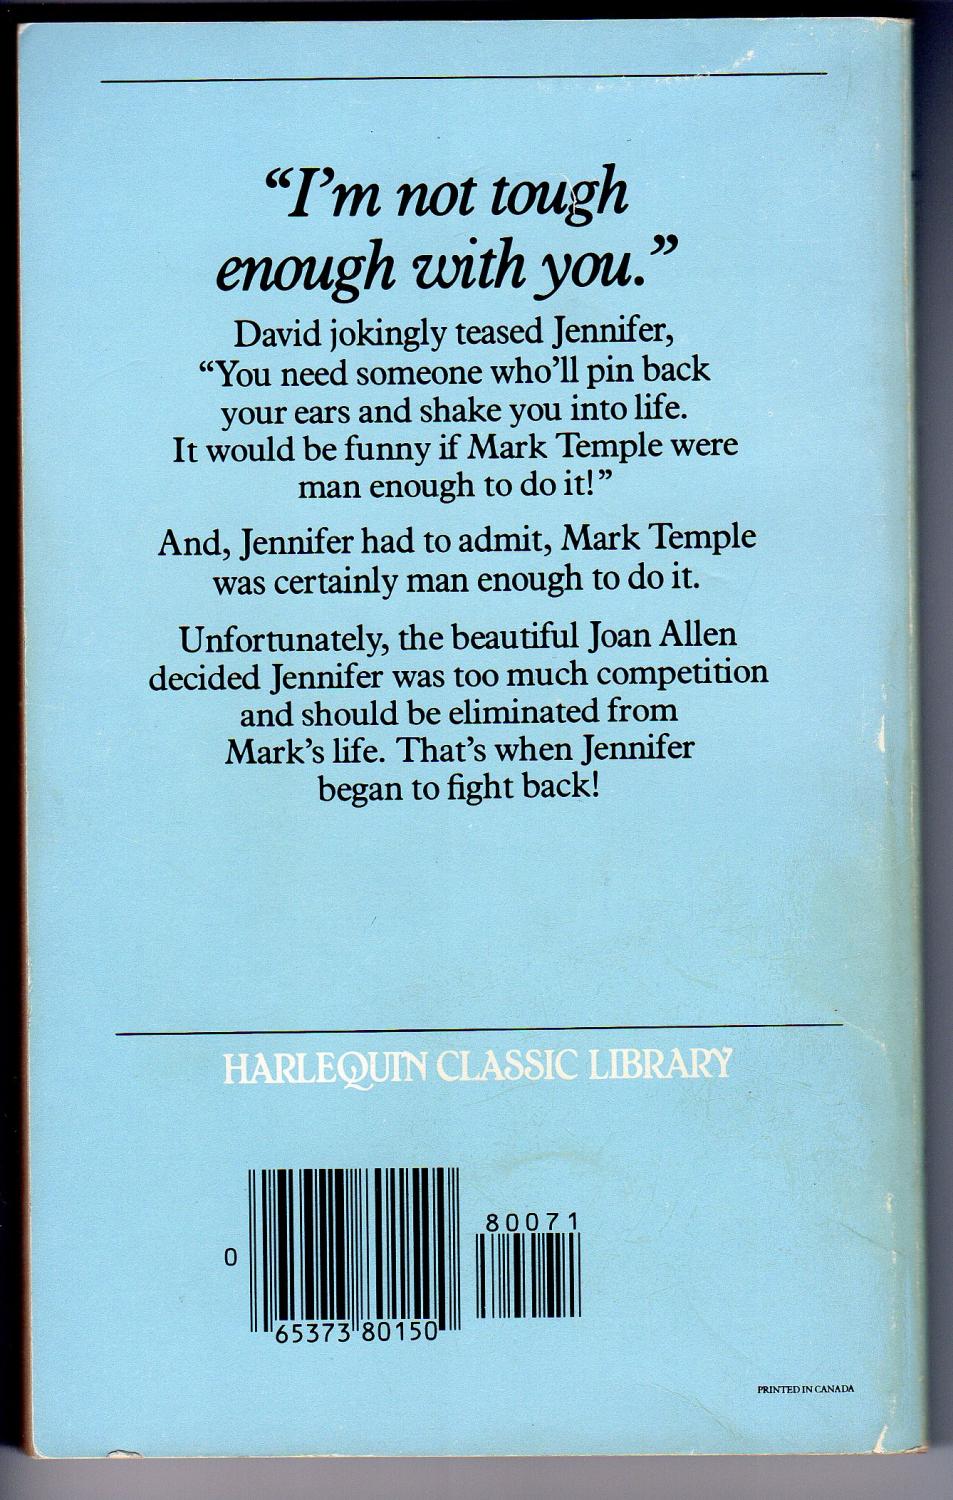 “I’m not tough
enough with you.”
David jokingly teased Jennifer,
“You need someone who’ll pin back
your ears and shake you into life.
It would be funny if Mark Temple were
man enough to do it!”
And, Jennifer had to admit, Mark Temple
was certainly man enough to do it.
Unfortunately, the beautiful Joan Allen
decided Jennifer was too much competition
and should be eliminated from
Mark’s life. That’s when Jennifer
began to fight back!
HARLEQUIN CLASSIC LIBRARY
80071
0
65373 80150
PRINTED IN CANADA